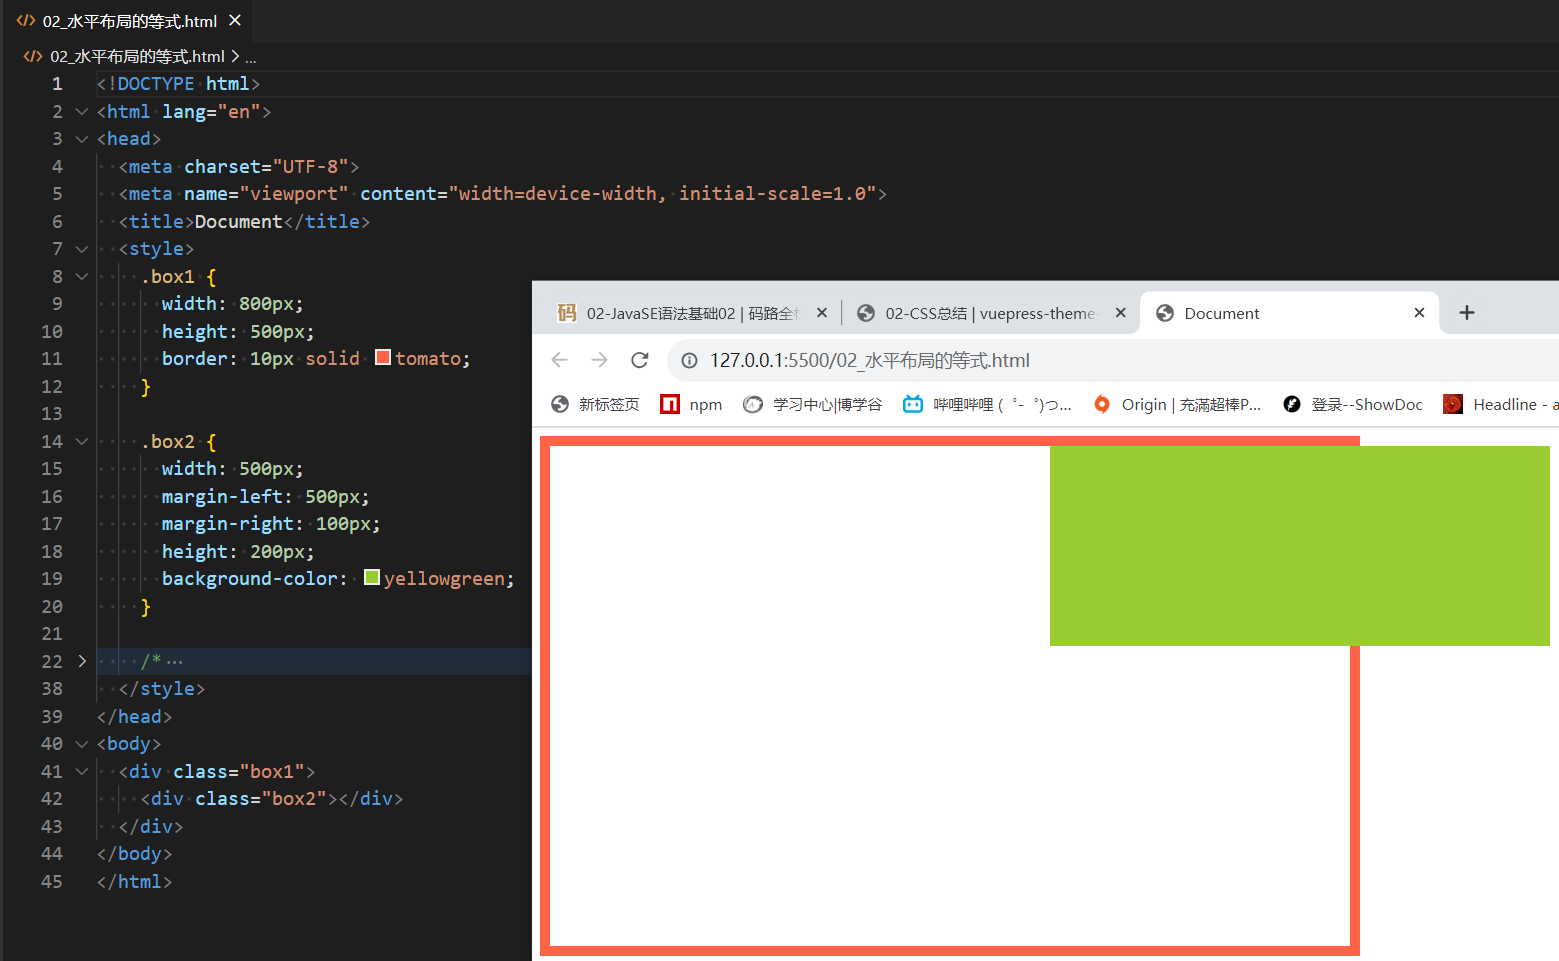 02_水平布局的等式.html
02_水平布局的等式.html > ...
1 <!DOCTYPE html>
2 <html lang="en">
3 <head>
4 <meta charset="UTF-8">
5 <meta name="viewport" content="width=device-width, initial-scale=1.0">
6 <title>Document</title>
7 <style>
8 .box1 {
9 width: 800px;
10 height: 500px;
11 border: 10px solid tomato;
12 }
13
14 .box2 {
15 width: 500px;
16 margin-left: 500px;
17 margin-right: 100px;
18 height: 200px;
19 background-color: yellowgreen;
20 }
21
22 /* ...
38 </style>
39 </head>
40 <body>
41 <div class="box1">
42 <div class="box2"></div>
43 </div>
44 </body>
45 </html>
码 02-JavaSE语法基础02 | 码路全 02-CSS总结 | vuepress-theme- Document
127.0.0.1:5500/02_水平布局的等式.html
新标签页 npm 学习中心|博学谷 哔哩哔哩 (゜-゜)つ... Origin | 充滿超棒P... 登录--ShowDoc Headline - a